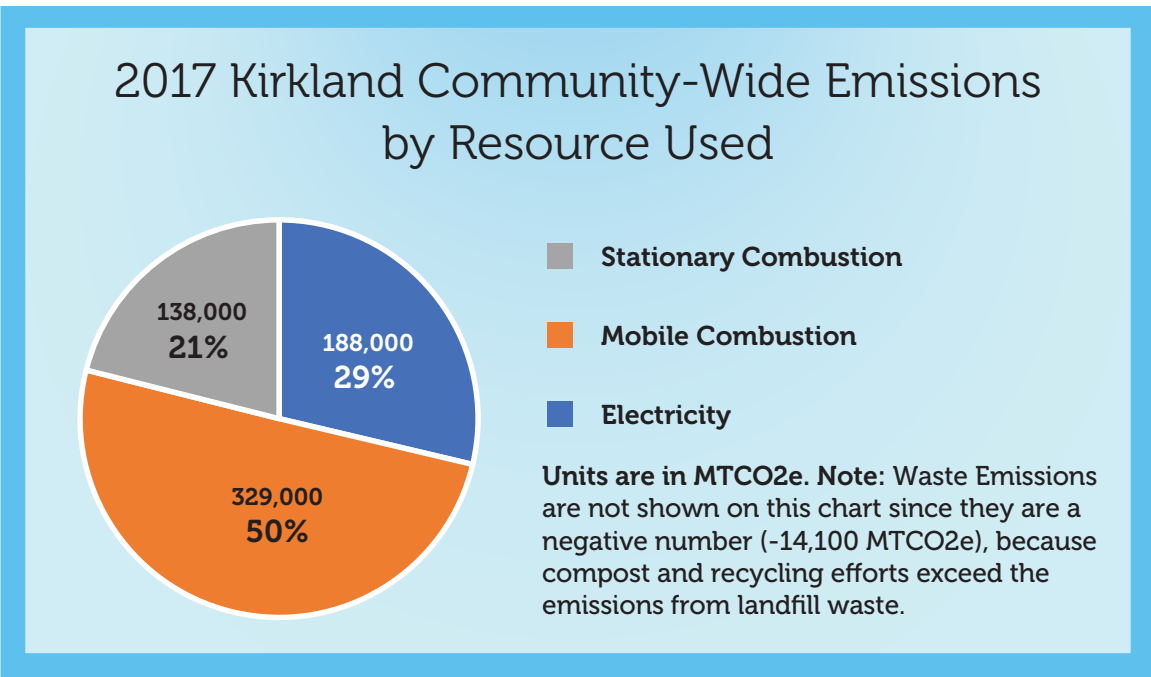 2017 Kirkland Community-Wide Emissions
by Resource Used
138,000
21%
188,000
29%
329,000
50%
Stationary Combustion
Mobile Combustion
Electricity
Units are in MTCO2e. Note: Waste Emissions
are not shown on this chart since they are a
negative number (-14,100 MTCO2e), because
compost and recycling efforts exceed the
emissions from landfill waste.